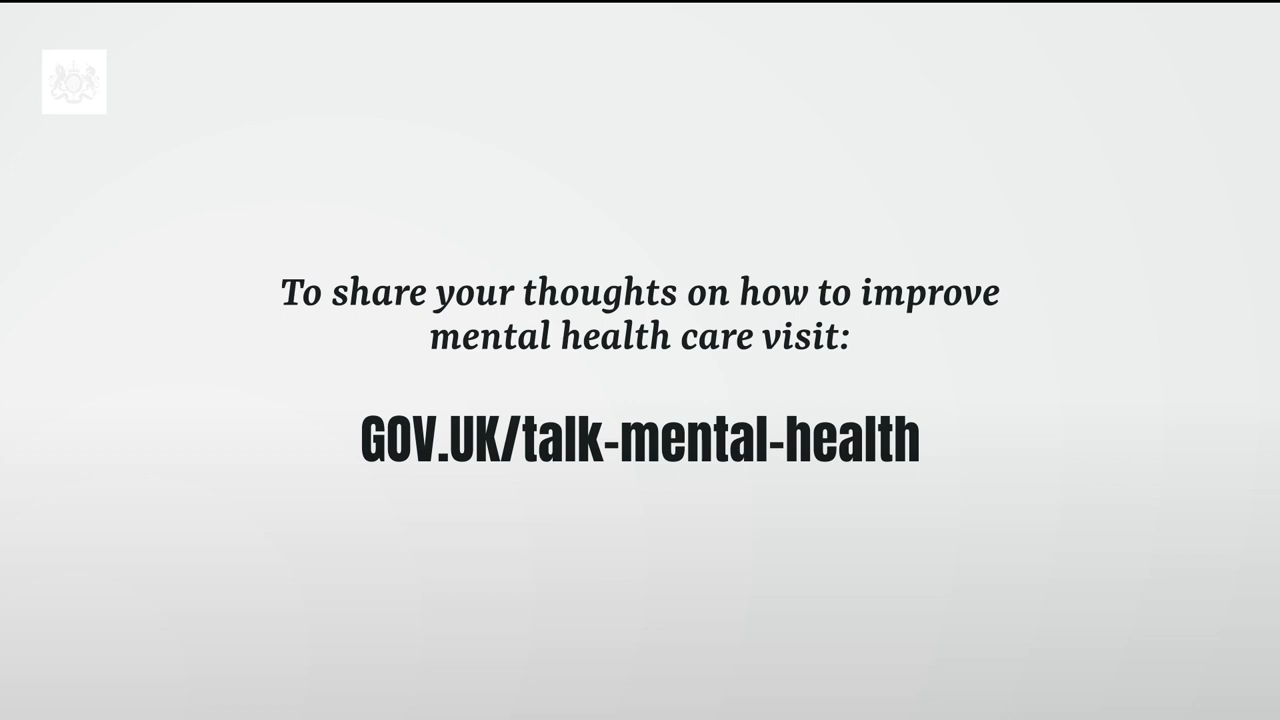 To share your thoughts on how to improve
mental health care visit:
GOV.UK/talk-mental-health